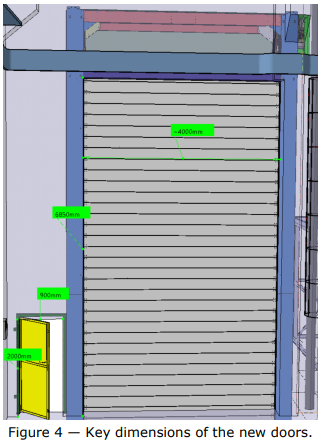 ~4000mm
6850mm
900mm
2000mm
Figure 4 — Key dimensions of the new doors.